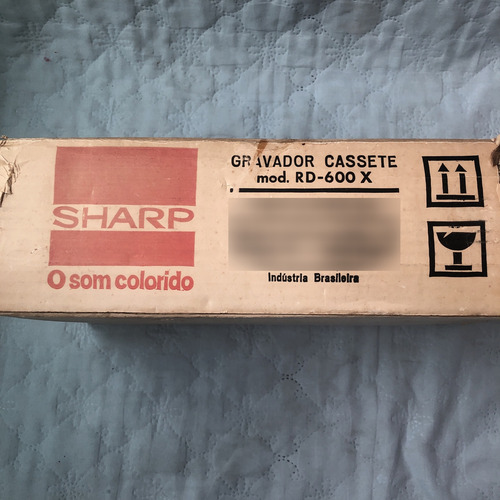 SHARP
O som colorido
GRAVADOR CASSETE
mod. RD-600 X
Indústria Brasileira